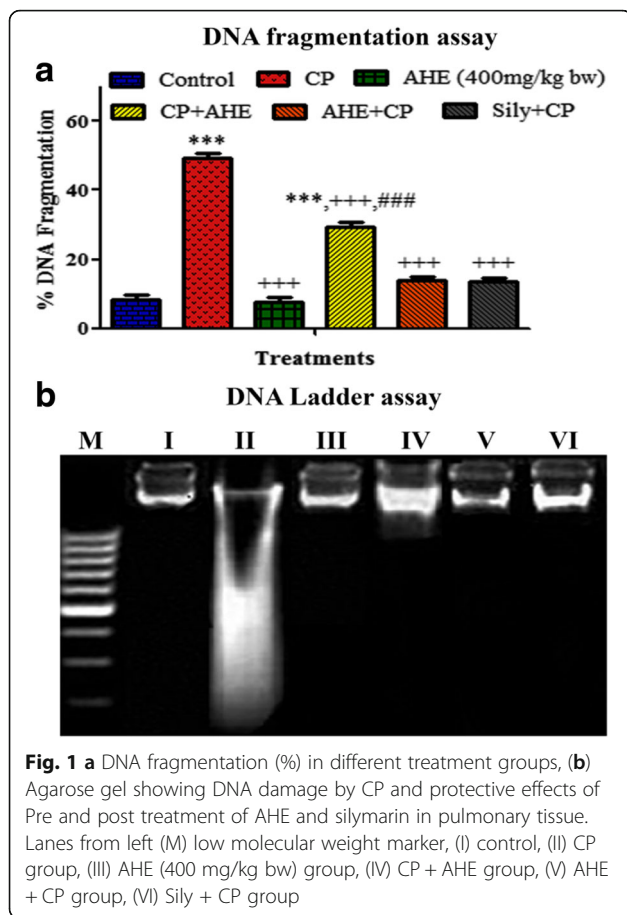 DNA fragmentation assay
a
Control CP AHE (400mg/kg bw)
CP+AHE AHE+CP Sily+CP
% DNA Fragmentation
60
40
20
0
***
+++
***,+++,###
+++
+++
Treatments
b
DNA Ladder assay
M I II III IV V VI
Fig. 1 a DNA fragmentation (%) in different treatment groups, (b)
Agarose gel showing DNA damage by CP and protective effects of
Pre and post treatment of AHE and silymarin in pulmonary tissue.
Lanes from left (M) low molecular weight marker, (I) control, (II) CP
group, (III) AHE (400 mg/kg bw) group, (IV) CP + AHE group, (V) AHE
+ CP group, (VI) Sily + CP group